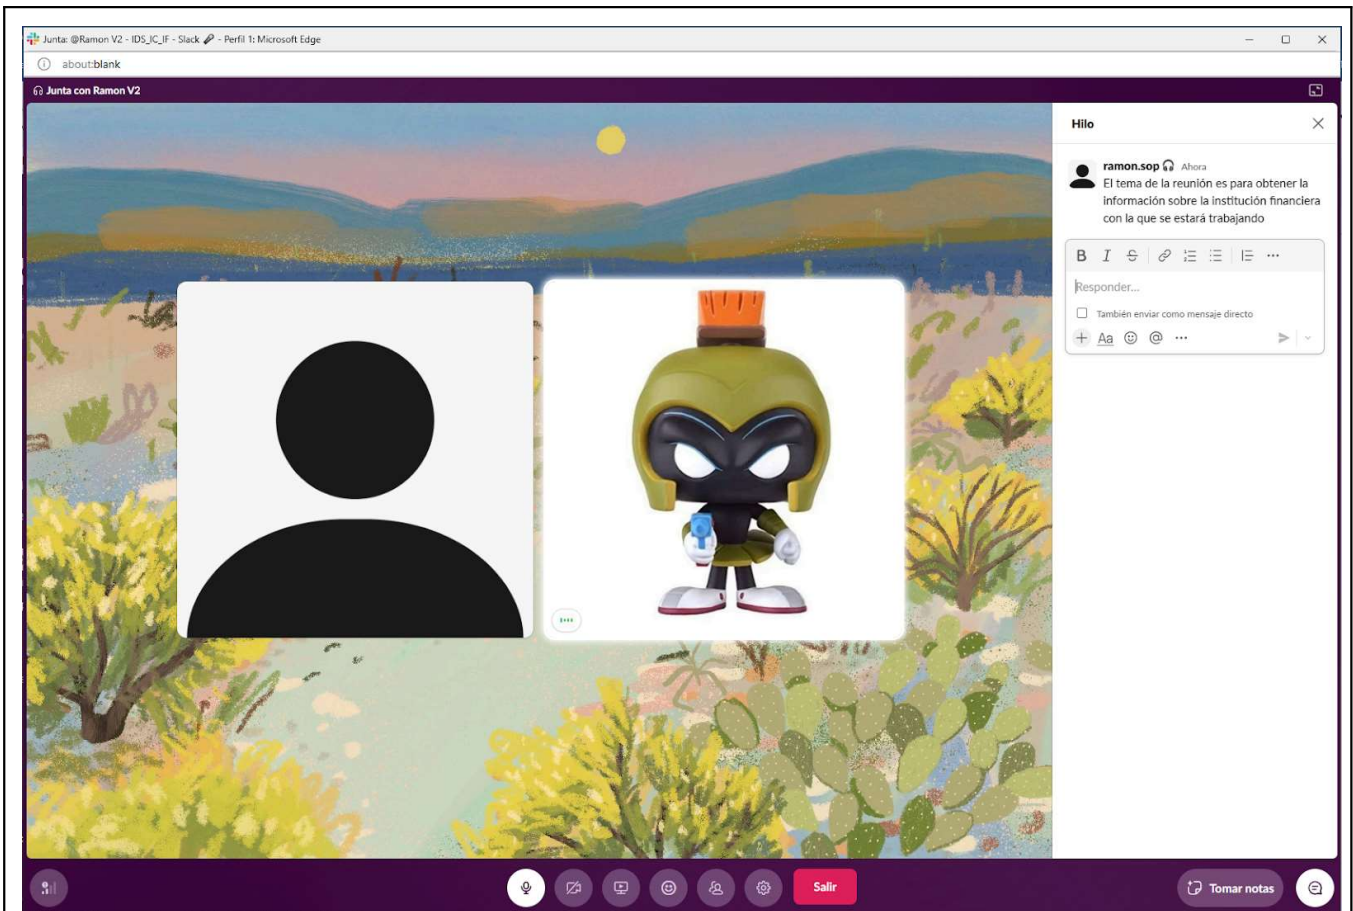 Junta: @Ramon V2 - IDS_IC_IF - Slack - Perfil 1: Microsoft Edge
about:blank
Junta con Ramon V2
Hilo
ramon.sop Ahora
El tema de la reunión es para obtener la
información sobre la institución financiera
con la que se estará trabajando
B I S
Responder...
También enviar como mensaje directo
Aa
Salir
Tomar notas